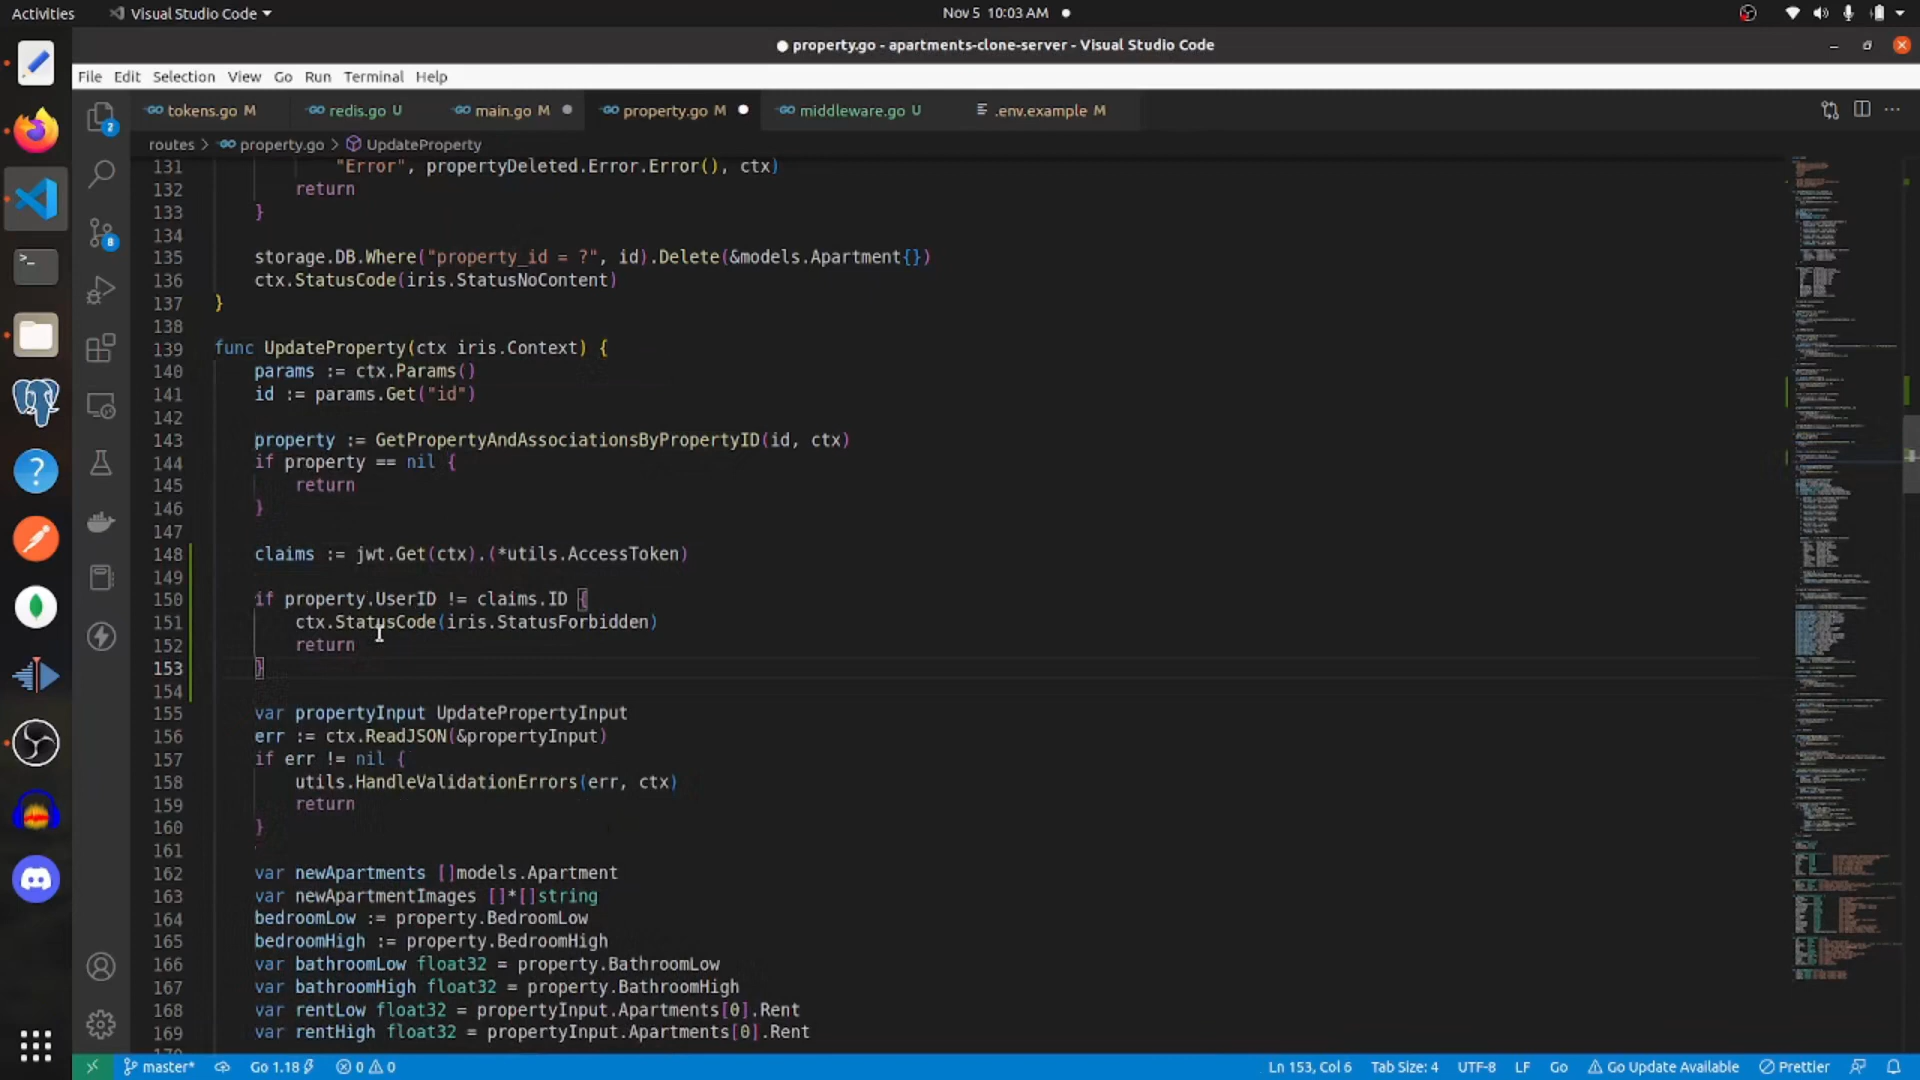 Activities
Visual Studio Code
Nov 5 10:03 AM
property.go - apartments-clone-server - Visual Studio Code
File Edit Selection View Go Run Terminal Help
tokens.go M
redis.go U
main.go M
property.go M
middleware.go U
.env.example M
routes > property.go > UpdateProperty
131 "Error", propertyDeleted.Error.Error(), ctx)
132 return
133 }
134
135 storage.DB.Where("property_id = ?", id).Delete(&models.Apartment{})
136 ctx.StatusCode(iris.StatusNoContent)
137 }
138
139 func UpdateProperty(ctx iris.Context) {
140 params := ctx.Params()
141 id := params.Get("id")
142
143 property := GetPropertyAndAssociationsByPropertyID(id, ctx)
144 if property == nil {
145 return
146 }
147
148 claims := jwt.Get(ctx).(*utils.AccessToken)
149
150 if property.UserID != claims.ID {
151 ctx.StatusCode(iris.StatusForbidden)
152 return
153 }
154
155 var propertyInput UpdatePropertyInput
156 err := ctx.ReadJSON(&propertyInput)
157 if err != nil {
158 utils.HandleValidationErrors(err, ctx)
159 return
160 }
161
162 var newApartments []models.Apartment
163 var newApartmentImages []*[]string
164 bedroomLow := property.BedroomLow
165 bedroomHigh := property.BedroomHigh
166 var bathroomLow float32 = property.BathroomLow
167 var bathroomHigh float32 = property.BathroomHigh
168 var rentLow float32 = propertyInput.Apartments[0].Rent
169 var rentHigh float32 = propertyInput.Apartments[0].Rent
2
8
master* Go 1.18 0 0 Ln 153, Col 6 Tab Size: 4 UTF-8 LF Go Go Update Available Prettier